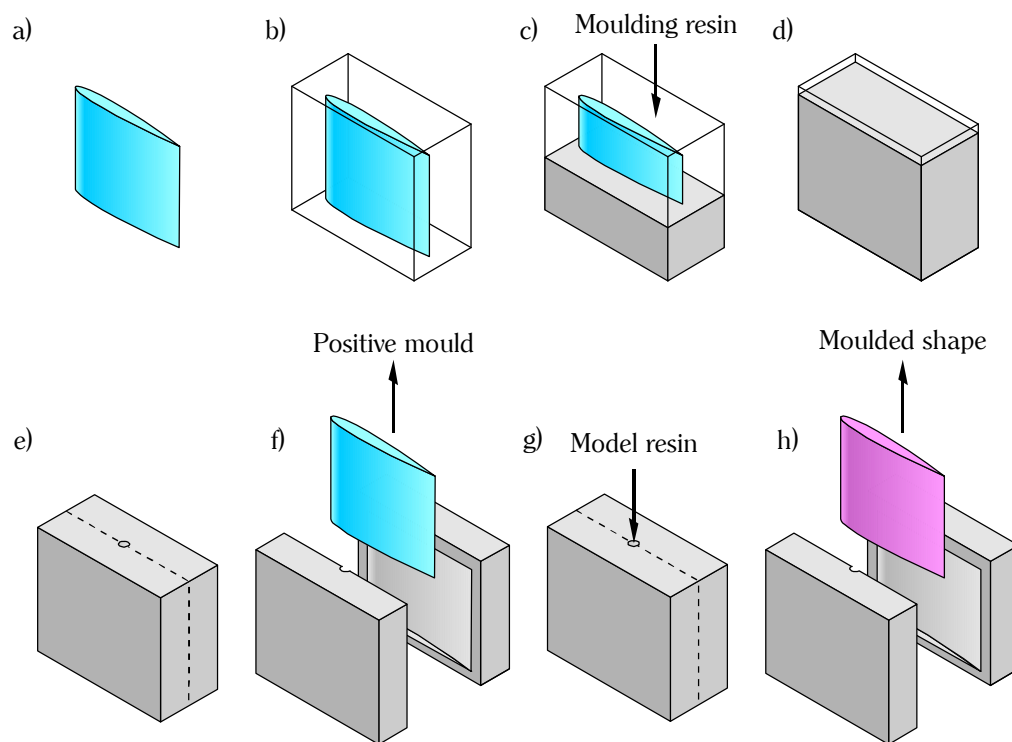 a)
b)
c)
Moulding resin
d)
Positive mould
Moulded shape
e)
f)
g)
Model resin
h)